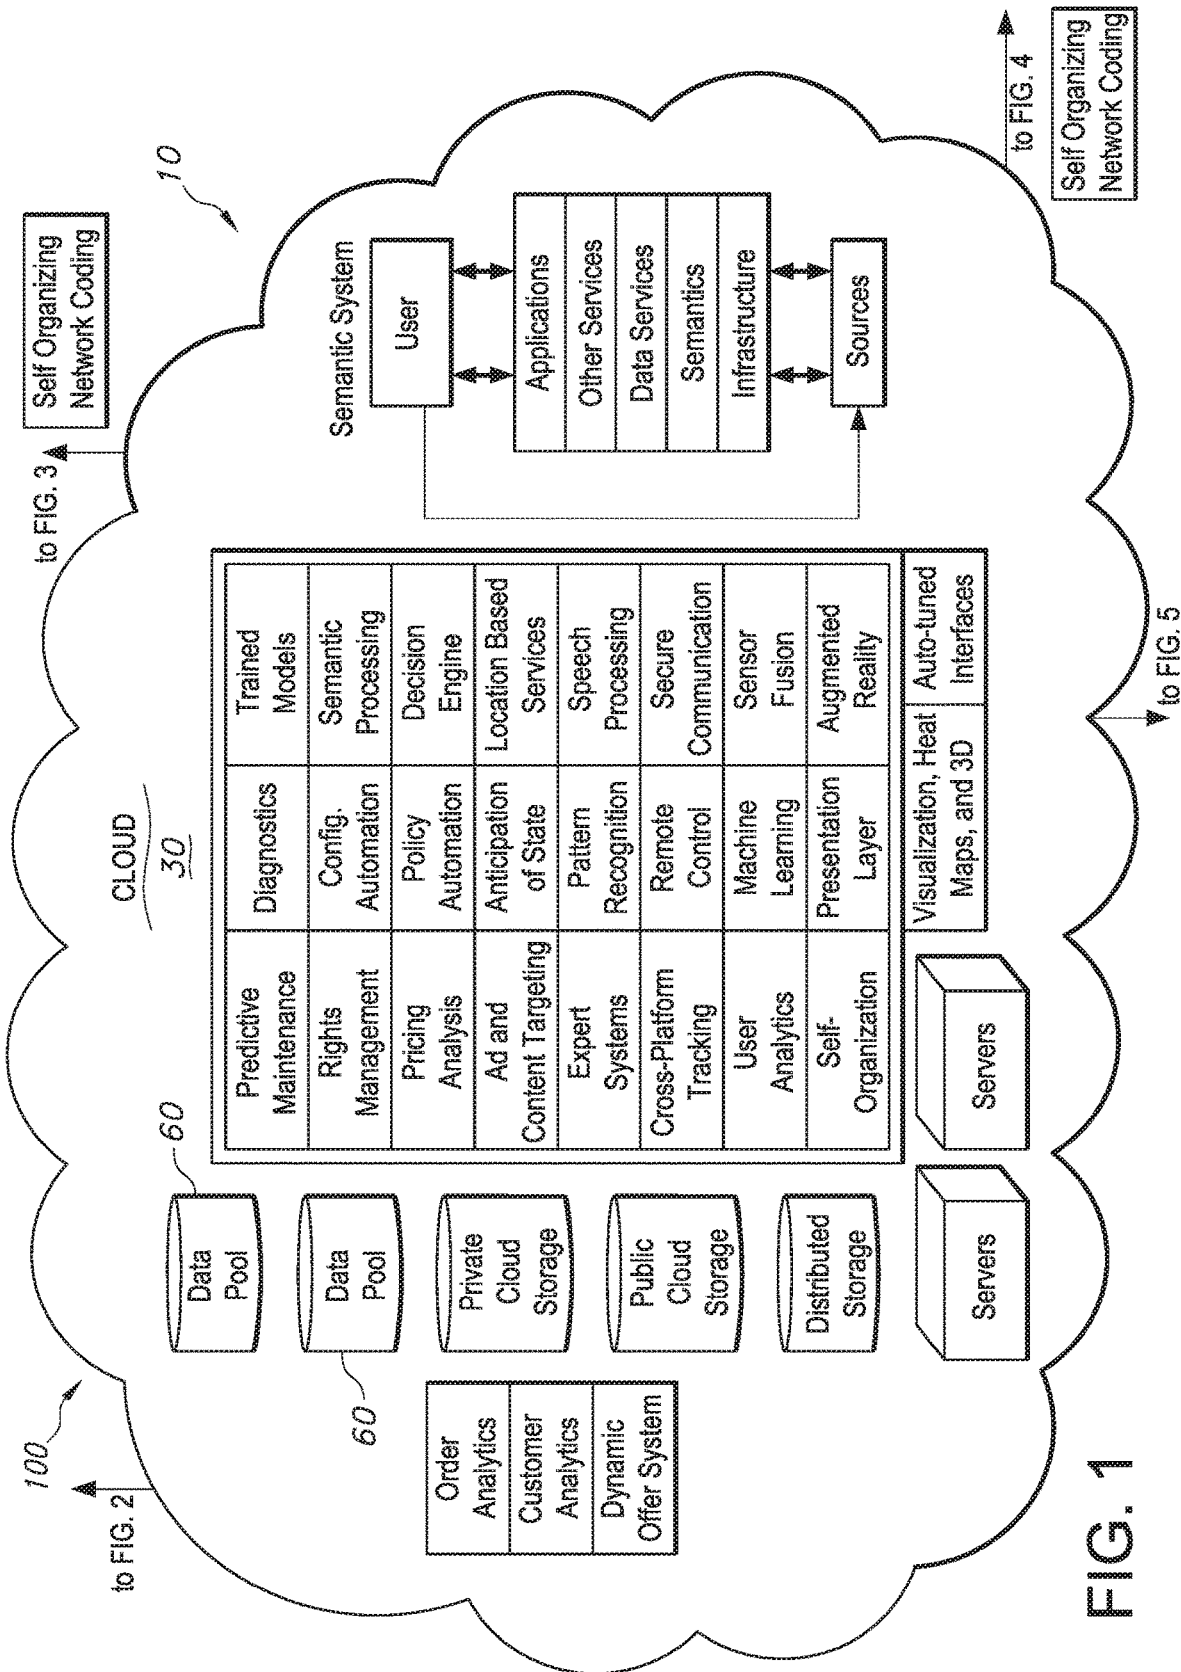 to FIG. 2
100
to FIG. 3
Self Organizing
Network Coding
10
CLOUD
30
Order
Analytics
Customer
Analytics
Dynamic
Offer System
60
Data
Pool
Data
Pool
60
Private
Cloud
Storage
Public
Cloud
Storage
Distributed
Storage
Servers
Servers
Predictive
Maintenance
Diagnostics
Trained
Models
Rights
Management
Config.
Automation
Semantic
Processing
Pricing
Analysis
Policy
Automation
Decision
Engine
Ad and
Content Targeting
Anticipation
of State
Location Based
Services
Expert
Systems
Pattern
Recognition
Speech
Processing
Cross-Platform
Tracking
Remote
Control
Secure
Communication
User
Analytics
Machine
Learning
Sensor
Fusion
Self-
Organization
Presentation
Layer
Augmented
Reality
Visualization, Heat
Maps, and 3D
Auto-tuned
Interfaces
Semantic System
User
Applications
Other Services
Data Services
Semantics
Infrastructure
Sources
to FIG. 4
Self Organizing
Network Coding
to FIG. 5
FIG. 1